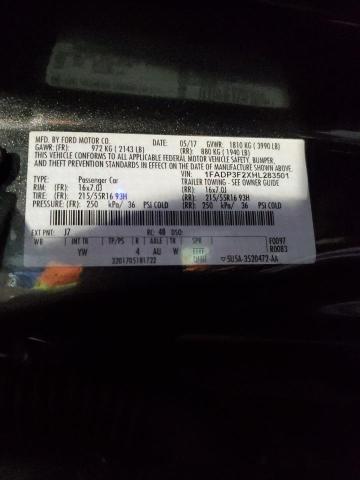 MFD. BY FORD MOTOR CO.
DATE: 05/17 GVWR: 1810 KG ( 3990 LB)
GAWR:(FR): 972 KG ( 2143 LB) (RR): 880 KG ( 1940 LB)
THIS VEHICLE CONFORMS TO ALL APPLICABLE FEDERAL MOTOR VEHICLE SAFETY, BUMPER,
AND THEFT PREVENTION STANDARDS IN EFFECT ON THE DATE OF MANUFACTURE SHOWN ABOVE.
VIN: 1FADP3F2XHL283501
TYPE: Passenger Car TRAILER TOWING - SEE OWNER GUIDE
RIM: (FR): 16x7.0J (RR): 16x7.0J
TIRE: (FR): 215/55R16 93H (RR): 215/55R16 93H
PRESSURE: (FR): 250 kPa/ 36 PSI COLD (RR): 250 kPa/ 36 PSI COLD
EXT PNT: J7 RC: 48 DSO:
WB INT TR TP/PS R AXLE TR SPR F0097
YW 4 AU W R0083
3201705181722 5U5A-3520472-AA